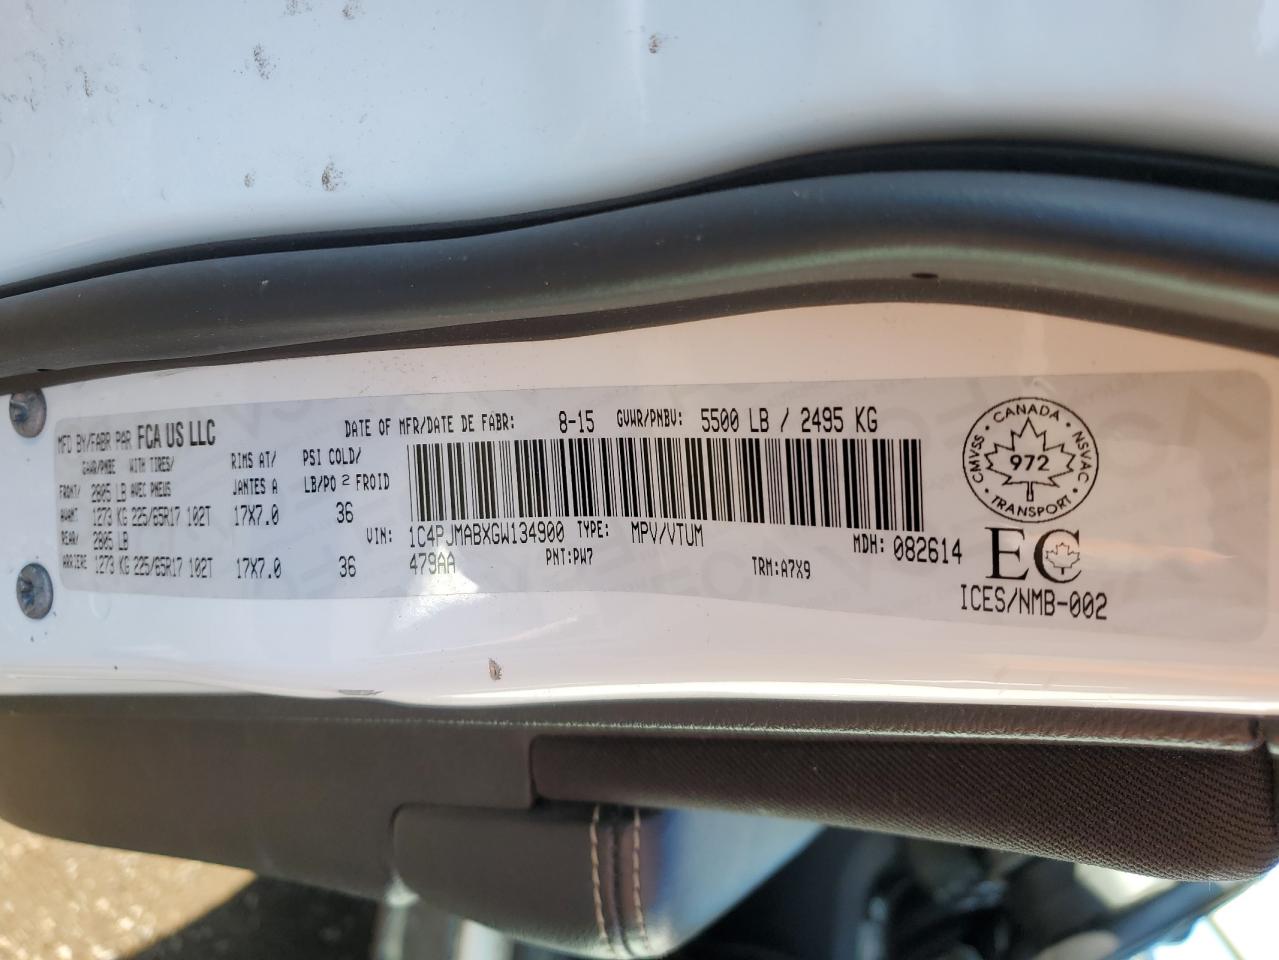 MFD BY/FABR PAR FCA US LLC
DATE OF MFR/DATE DE FABR: 8-15 GVWR/PNBV: 5500 LB / 2495 KG
GAWR/PNBE WITH TIRES/ RIMS AT/ PSI COLD/
FRONT/ 2805 LB AVEC PNEUS JANTES A LB/PO² FROID
AVANT 1273 KG 225/65R17 102T 17X7.0 36
REAR/ 2805 LB
ARRIERE 1273 KG 225/65R17 102T 17X7.0 36
VIN: 1C4PJMABXGW134900 TYPE: MPV/VTUM MDH: 082614
479AA PNT:PW7 TRM:A7X9
CANADA
CMVSS
NSVAC
972
TRANSPORT
EC
ICES/NMB-002